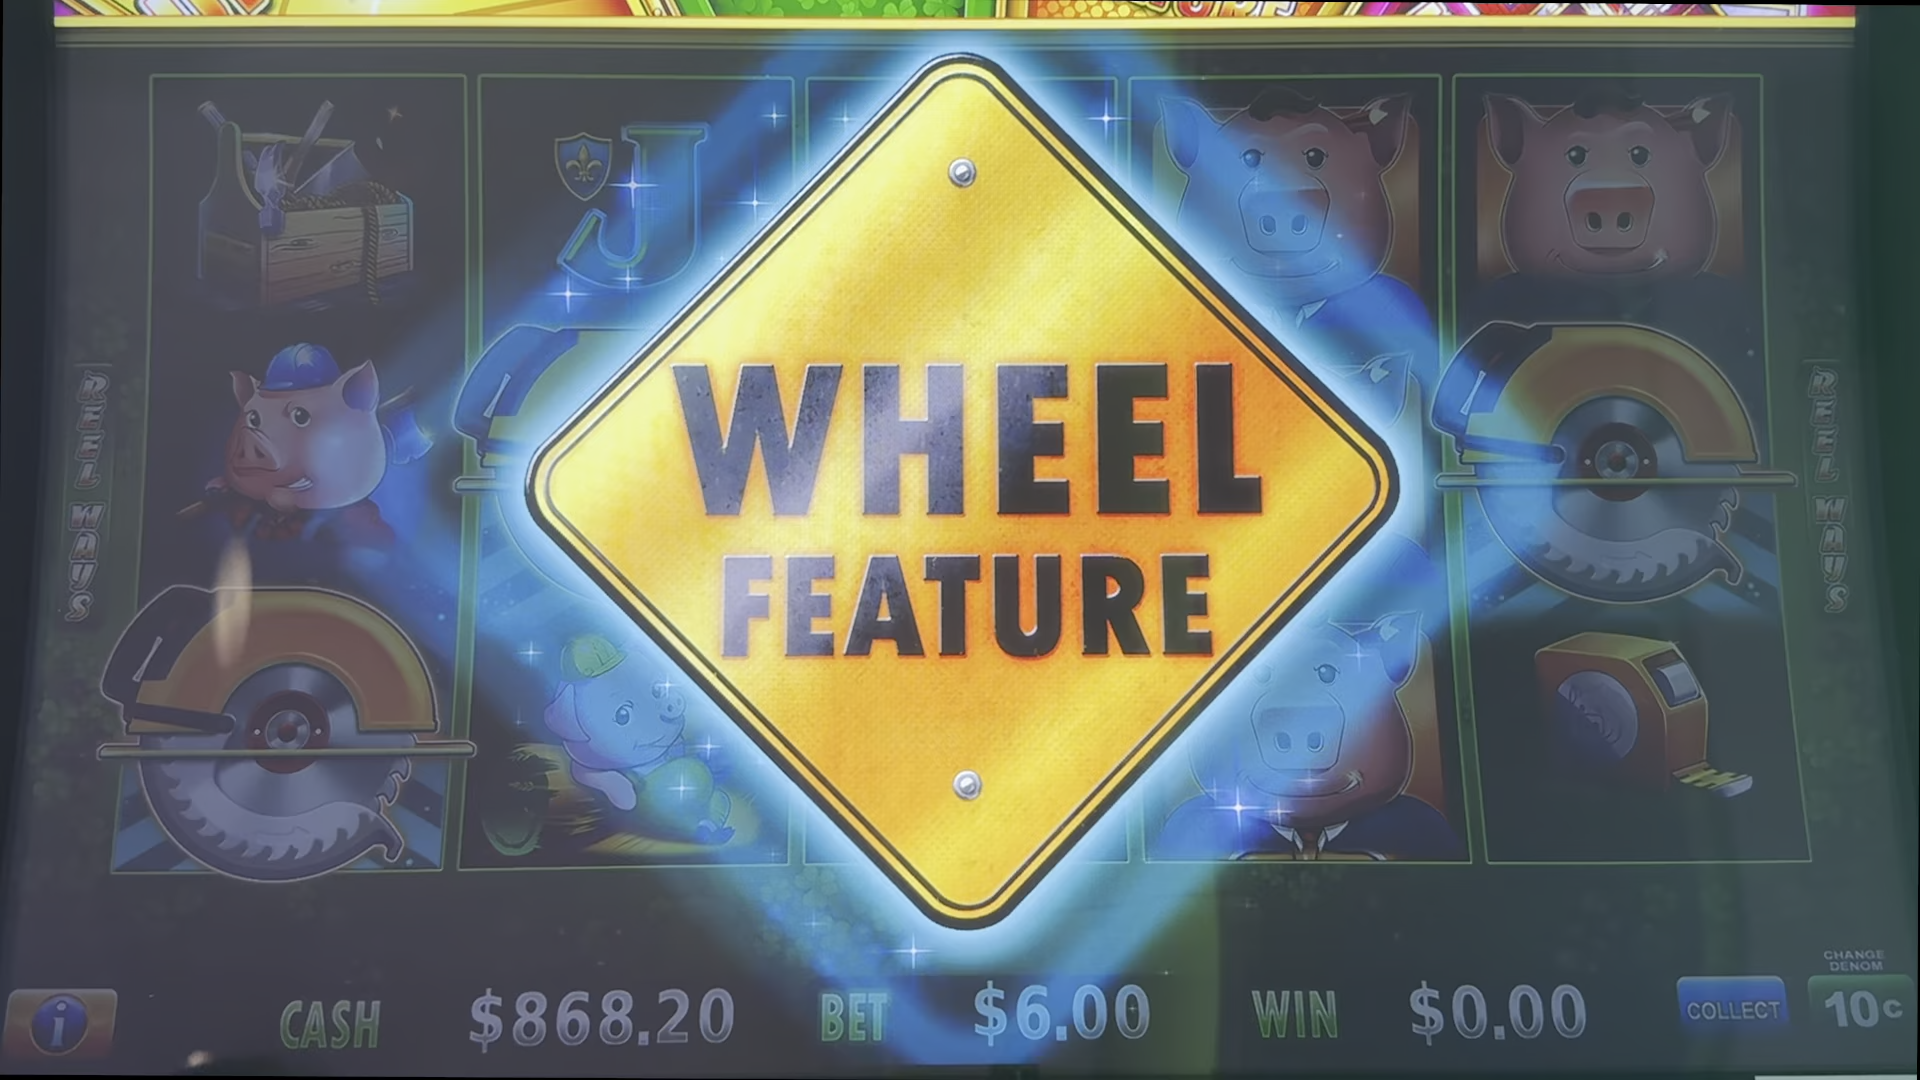 J
WHEEL
FEATURE
REEL WAYS
REEL WAYS
CHANGE
DENOM
CASH $868.20 BET $6.00 WIN $0.00 COLLECT 10¢
i